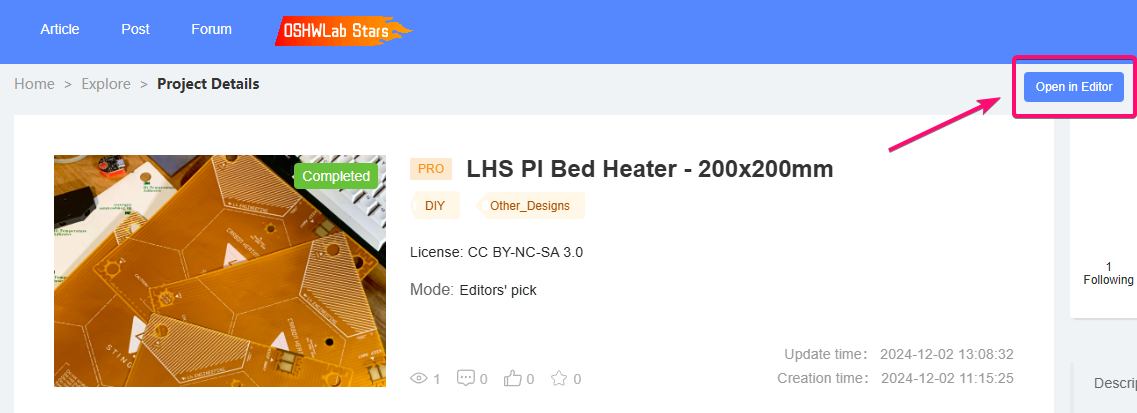 Article Post Forum OSHWLab Stars
Home > Explore > Project Details
Open in Editor
Completed
PRO LHS PI Bed Heater - 200x200mm
DIY Other_Designs
License: CC BY-NC-SA 3.0
Mode: Editors' pick
1 Following
Update time: 2024-12-02 13:08:32
1 0 0 0
Creation time: 2024-12-02 11:15:25
Descrip
STING